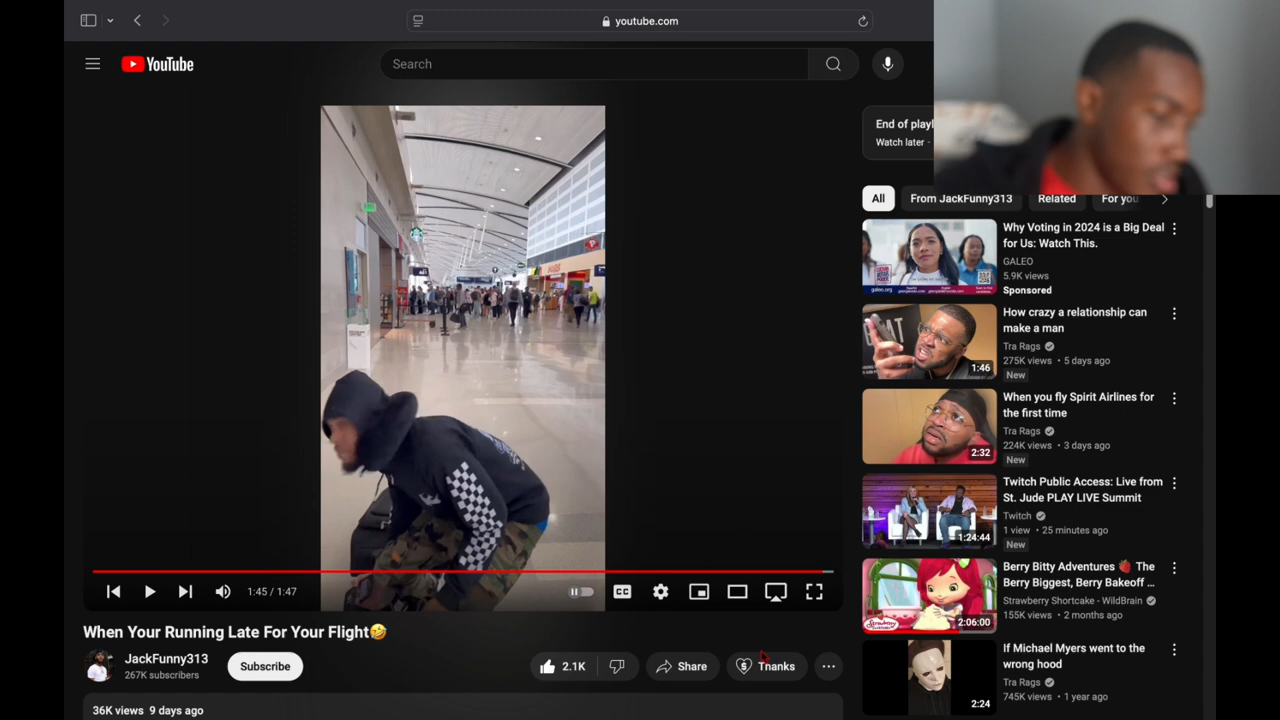 youtube.com
YouTube
Search
End of playl
Watch later -
All
From JackFunny313
Related
For you
Why Voting in 2024 is a Big Deal
for Us: Watch This.
GALEO
5.9K views
Sponsored
How crazy a relationship can
make a man
Tra Rags
275K views • 5 days ago
New
1:46
When you fly Spirit Airlines for
the first time
Tra Rags
224K views • 3 days ago
New
2:32
Twitch Public Access: Live from
St. Jude PLAY LIVE Summit
Twitch
1 view • 25 minutes ago
New
1:24:44
Berry Bitty Adventures 🍓 The
Berry Biggest, Berry Bakeoff ...
Strawberry Shortcake - WildBrain
155K views • 2 months ago
2:06:00
If Michael Myers went to the
wrong hood
Tra Rags
745K views • 1 year ago
2:24
1:45 / 1:47
CC
When Your Running Late For Your Flight🤣
JackFunny313
267K subscribers
Subscribe
2.1K
Share
Thanks
36K views 9 days ago